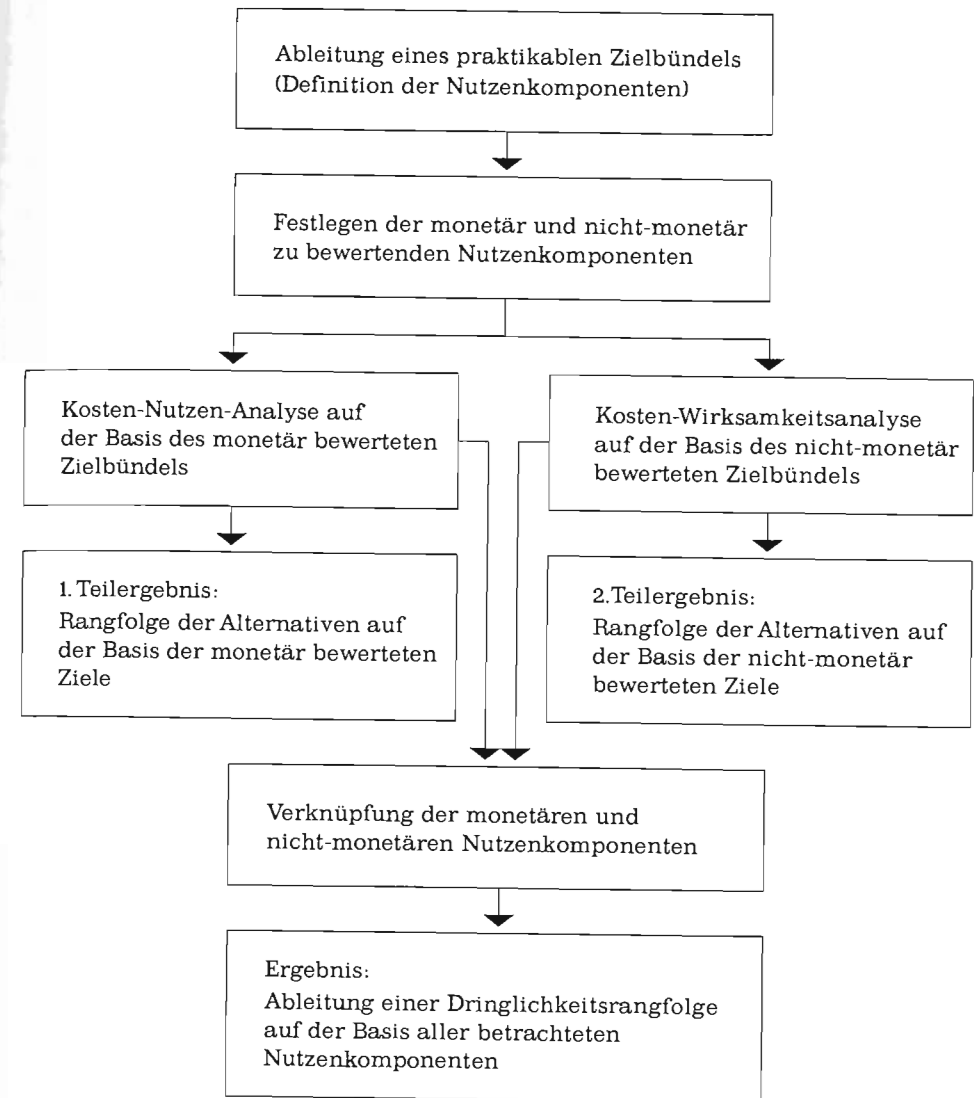 Ableitung eines praktikablen Zielbündels
(Definition der Nutzenkomponenten)
Festlegen der monetär und nicht-monetär
zu bewertenden Nutzenkomponenten
Kosten-Nutzen-Analyse auf
der Basis des monetär bewerteten
Zielbündels
Kosten-Wirksamkeitsanalyse
auf der Basis des nicht-monetär
bewerteten Zielbündels
1. Teilergebnis:
Rangfolge der Alternativen auf
der Basis der monetär bewerteten
Ziele
2.Teilergebnis:
Rangfolge der Alternativen auf
der Basis der nicht-monetär
bewerteten Ziele
Verknüpfung der monetären und
nicht-monetären Nutzenkomponenten
Ergebnis:
Ableitung einer Dringlichkeitsrangfolge
auf der Basis aller betrachteten
Nutzenkomponenten